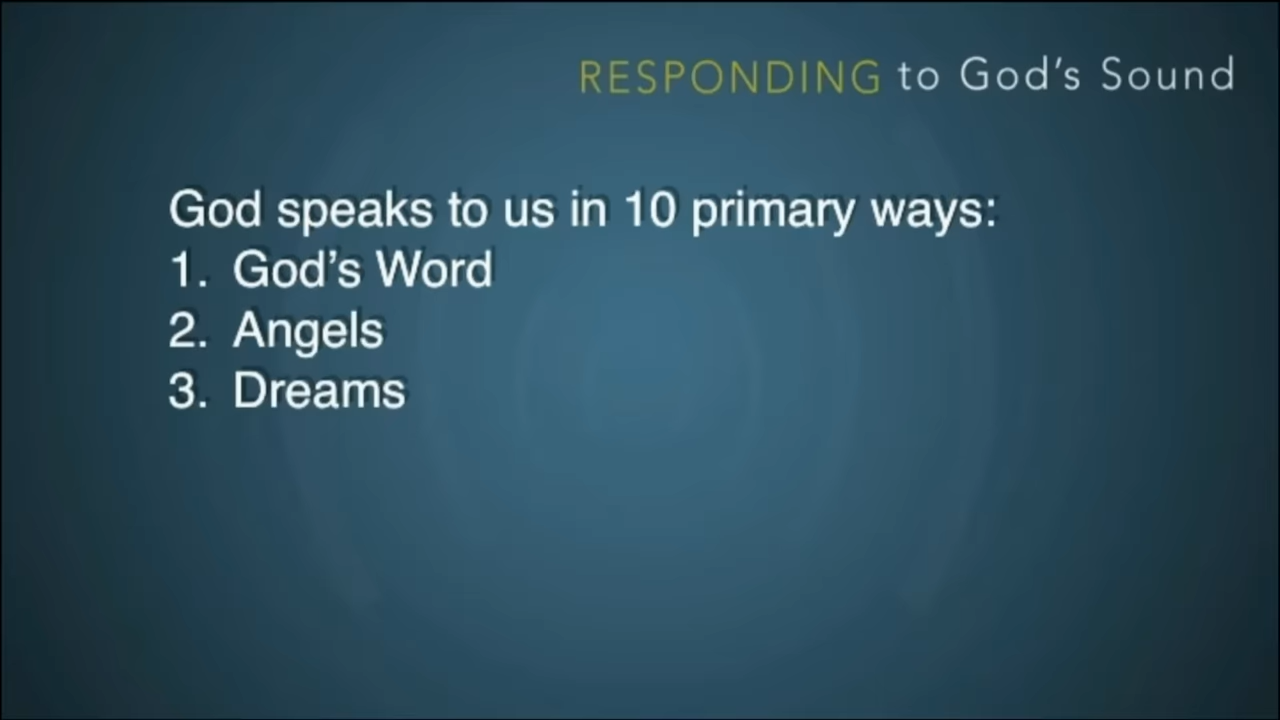 RESPONDING to God's Sound
God speaks to us in 10 primary ways:
1. God's Word
2. Angels
3. Dreams